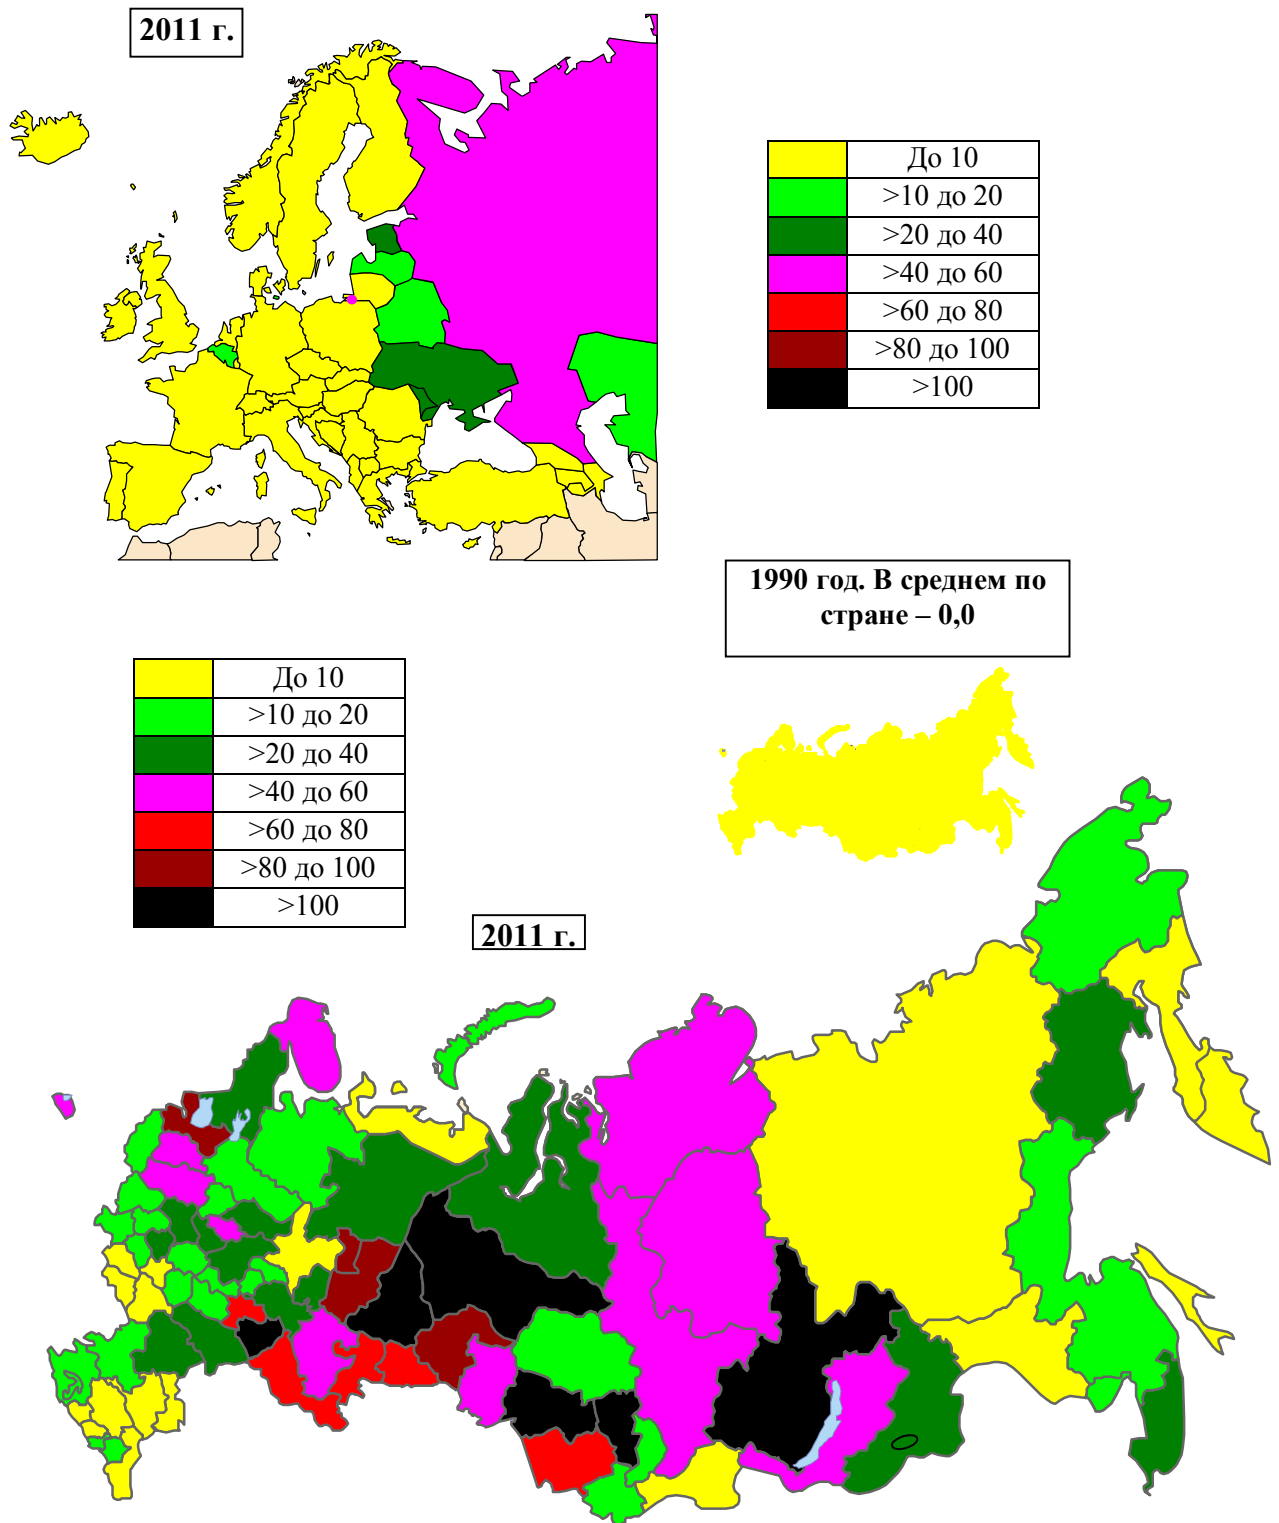 2011 г.
До 10
>10 до 20
>20 до 40
>40 до 60
>60 до 80
>80 до 100
>100
1990 год. В среднем по
стране – 0,0
До 10
>10 до 20
>20 до 40
>40 до 60
>60 до 80
>80 до 100
>100
2011 г.